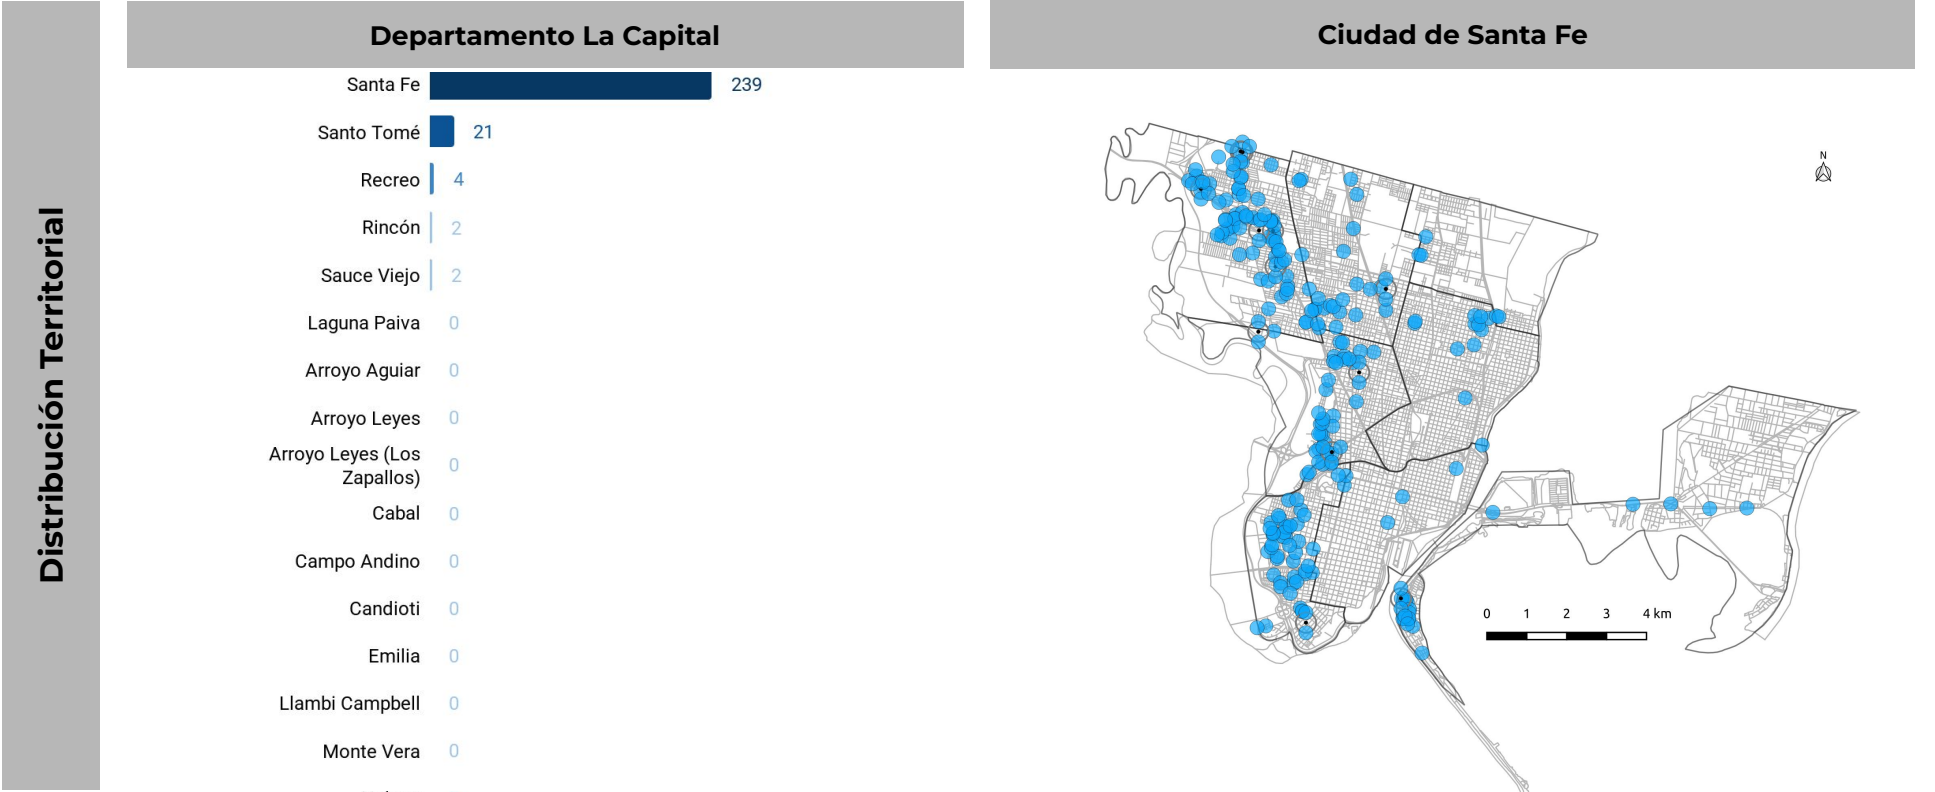 Distribución Territorial
Departamento La Capital
Santa Fe 239
Santo Tomé 21
Recreo 4
Rincón 2
Sauce Viejo 2
Laguna Paiva 0
Arroyo Aguiar 0
Arroyo Leyes 0
Arroyo Leyes (Los
Zapallos) 0
Cabal 0
Campo Andino 0
Candioti 0
Emilia 0
Llambi Campbell 0
Monte Vera 0
Ciudad de Santa Fe
N
0 1 2 3 4 km